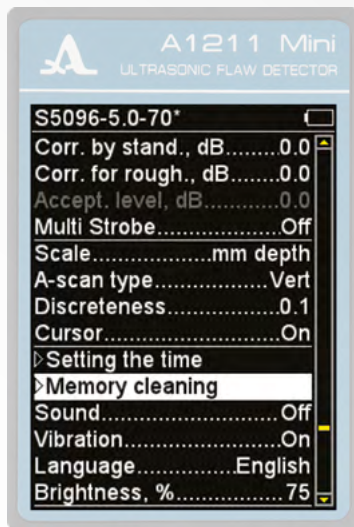 A1211 Mini
ULTRASONIC FLAW DETECTOR
S5096-5.0-70*
Corr. by stand., dB........0.0
Corr. for rough., dB.......0.0
Accept. level, dB...........0.0
Multi Strobe....................Off
Scale....................mm depth
A-scan type....................Vert
Discreteness...................0.1
Cursor............................On
Setting the time
Memory cleaning
Sound............................Off
Vibration........................On
Language...............English
Brightness, %.................75